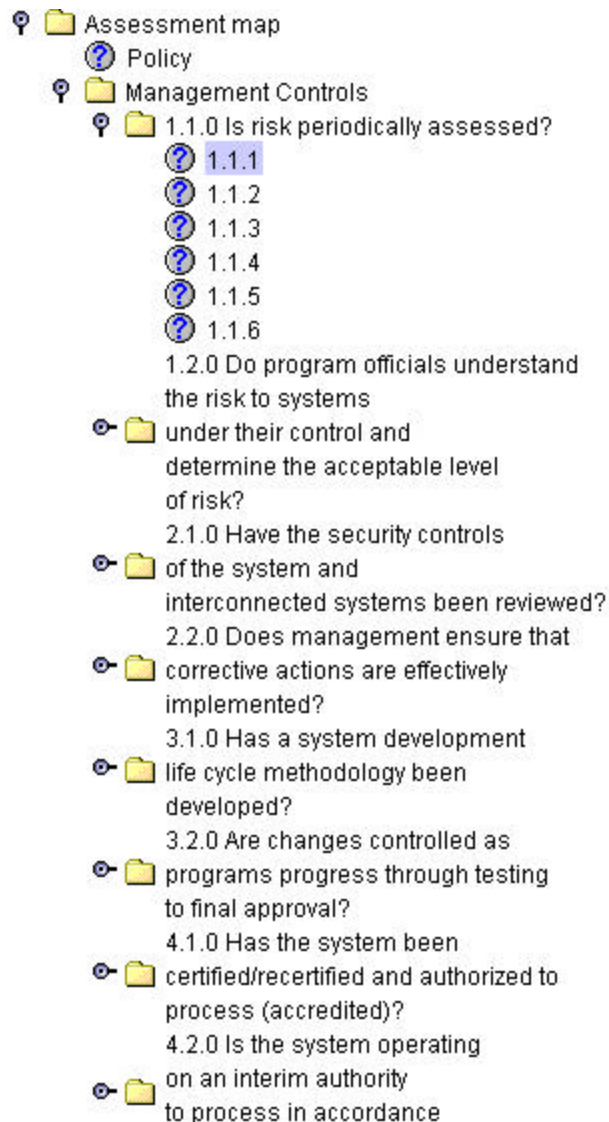 Assessment map
Policy
Management Controls
1.1.0 Is risk periodically assessed?
1.1.1
1.1.2
1.1.3
1.1.4
1.1.5
1.1.6
1.2.0 Do program officials understand
the risk to systems
under their control and
determine the acceptable level
of risk?
2.1.0 Have the security controls
of the system and
interconnected systems been reviewed?
2.2.0 Does management ensure that
corrective actions are effectively
implemented?
3.1.0 Has a system development
life cycle methodology been
developed?
3.2.0 Are changes controlled as
programs progress through testing
to final approval?
4.1.0 Has the system been
certified/recertified and authorized to
process (accredited)?
4.2.0 Is the system operating
on an interim authority
to process in accordance